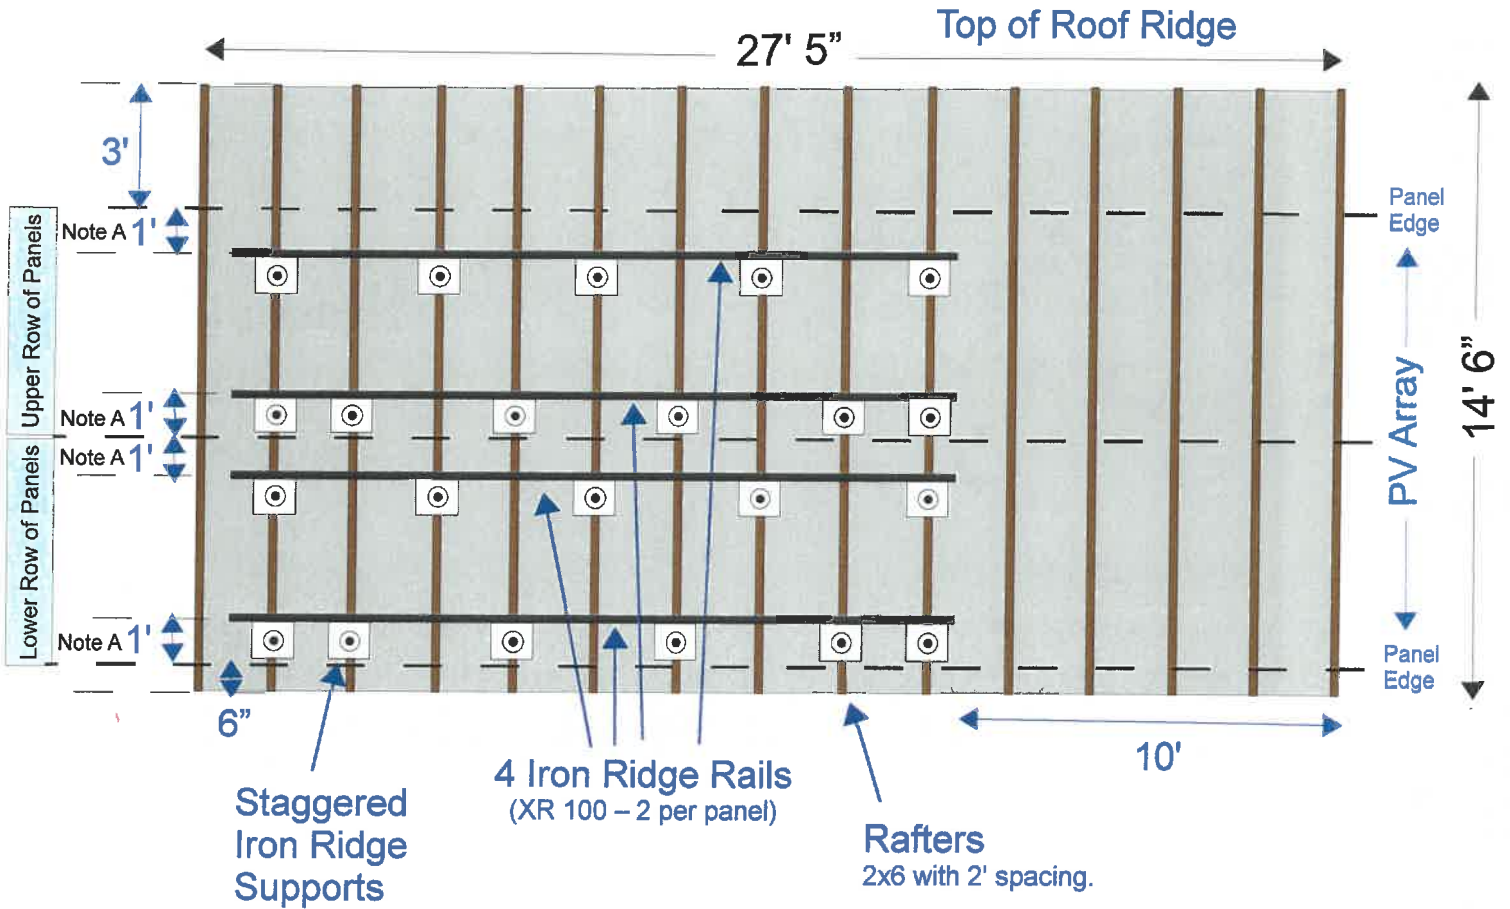 Top of Roof Ridge
27' 5”
3'
Note A 1'
Upper Row of Panels
Panel
Edge
Note A 1'
Note A 1'
Lower Row of Panels
PV Array
14' 6”
Note A 1'
Panel
Edge
6”
10'
4 Iron Ridge Rails
(XR 100 – 2 per panel)
Staggered
Iron Ridge
Supports
Rafters
2x6 with 2' spacing.